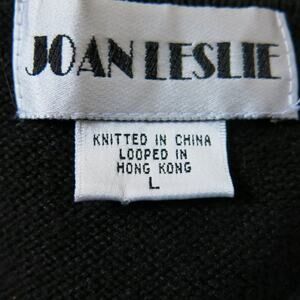 JOAN LESLIE
KNITTED IN CHINA
LOOPED IN
HONG KONG
L